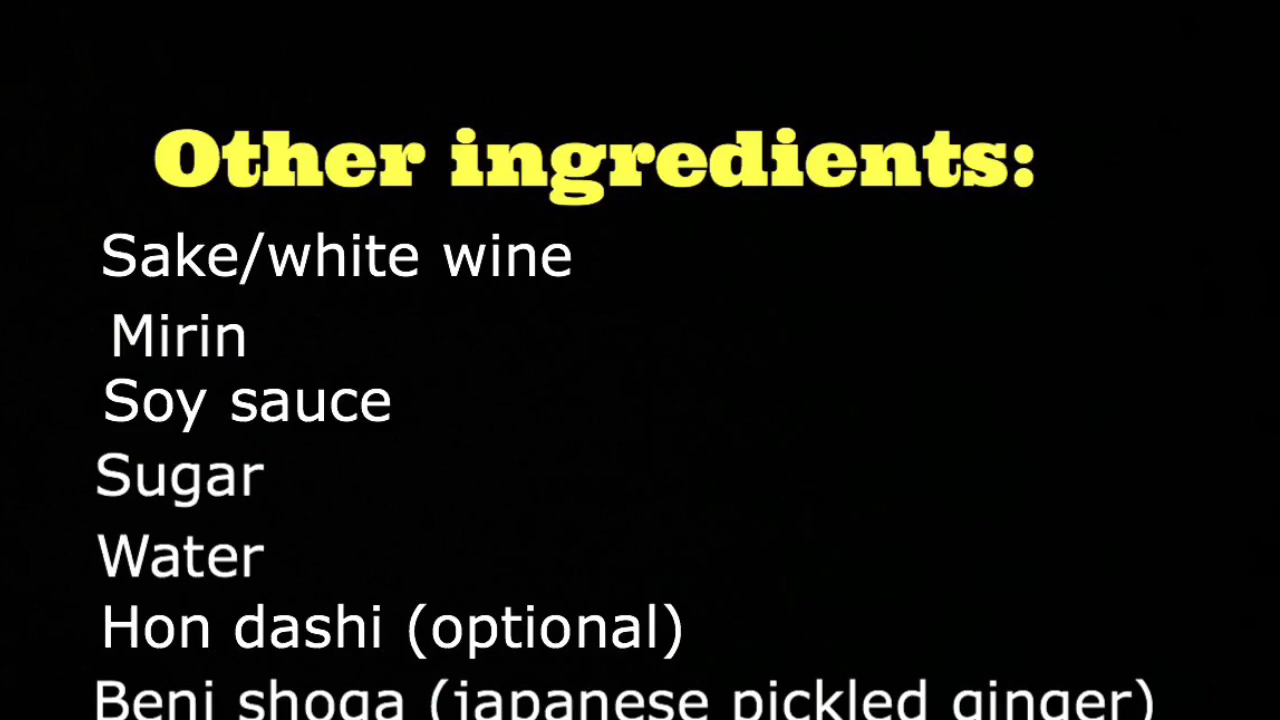 Other ingredients:
Sake/white wine
Mirin
Soy sauce
Sugar
Water
Hon dashi (optional)
Beni shoga (japanese pickled ginger)